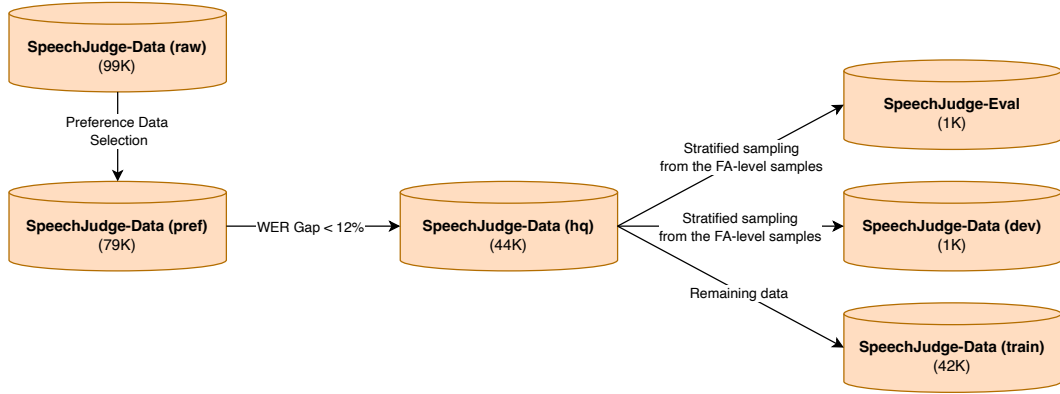 SpeechJudge-Data (raw)
(99K)
Preference Data
Selection
SpeechJudge-Data (pref)
(79K)
WER Gap < 12%
SpeechJudge-Data (hq)
(44K)
Stratified sampling
from the FA-level samples
SpeechJudge-Eval
(1K)
Stratified sampling
from the FA-level samples
SpeechJudge-Data (dev)
(1K)
Remaining data
SpeechJudge-Data (train)
(42K)